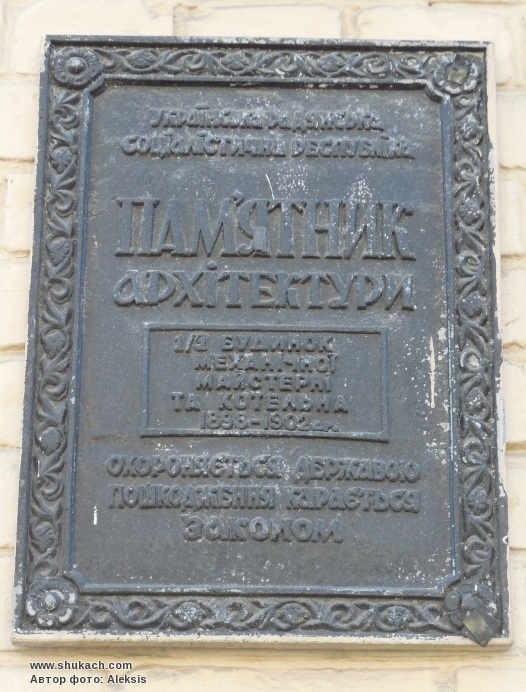 Українська Радянська
Соціалістична Республіка
ПАМ'ЯТНИК
архітектури
1/3 БУДИНОК
МЕХАНІЧНОЇ
МАЙСТЕРНІ
ТА КОТЕЛЬНА
1898-1902 р.р.
Охороняється державою
Пошкодження карається
законом
www.shukach.com
Автор фото: Aleksis